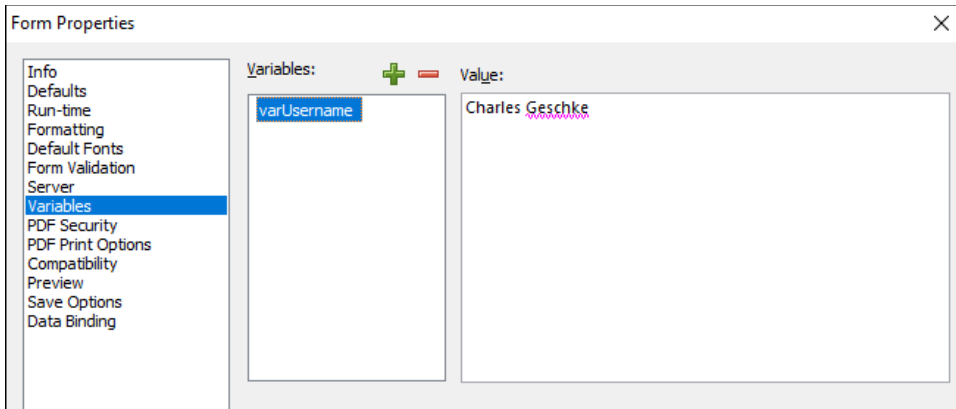 Form Properties
Info
Defaults
Run-time
Formatting
Default Fonts
Form Validation
Server
Variables
PDF Security
PDF Print Options
Compatibility
Preview
Save Options
Data Binding
Variables:
varUsername
Value:
Charles Geschke